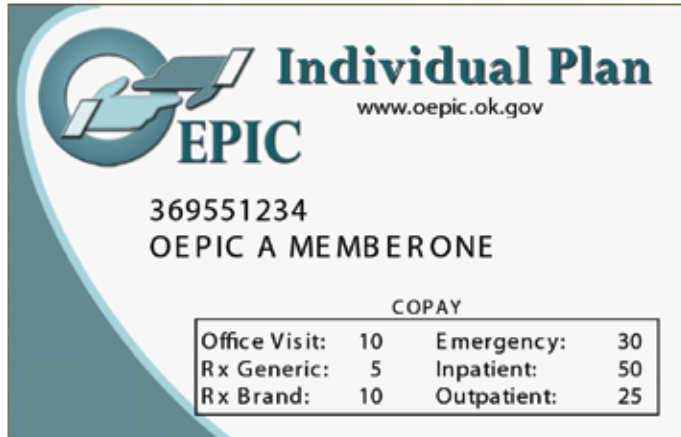 Individual Plan
www.oepic.ok.gov
EPIC
369551234
OEPIC A MEMBERONE
COPAY
Office Visit: 10 Emergency: 30
Rx Generic: 5 Inpatient: 50
Rx Brand: 10 Outpatient: 25